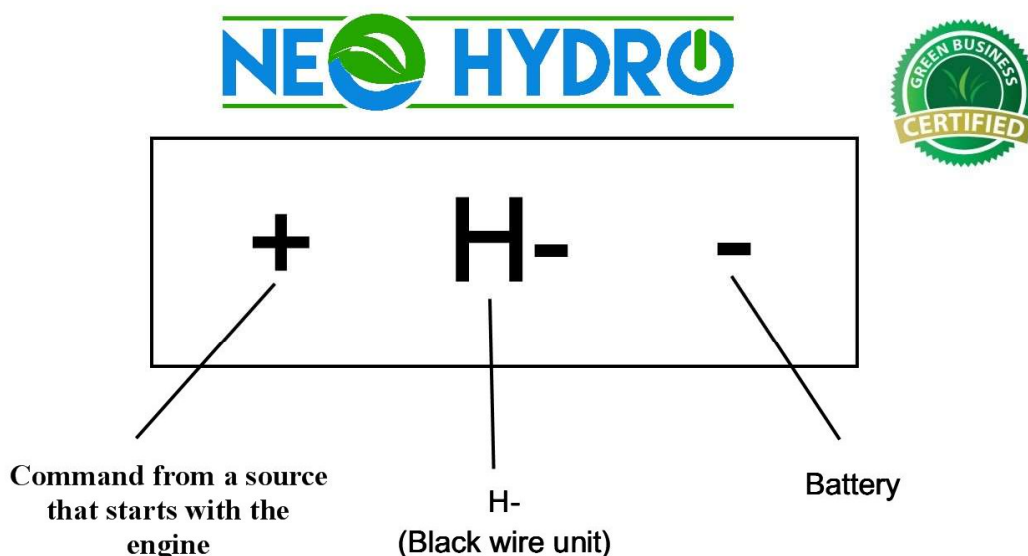 NEO HYDRO
GREEN BUSINESS
CERTIFIED
+ H- -
Command from a source
that starts with the
engine
H-
(Black wire unit)
Battery